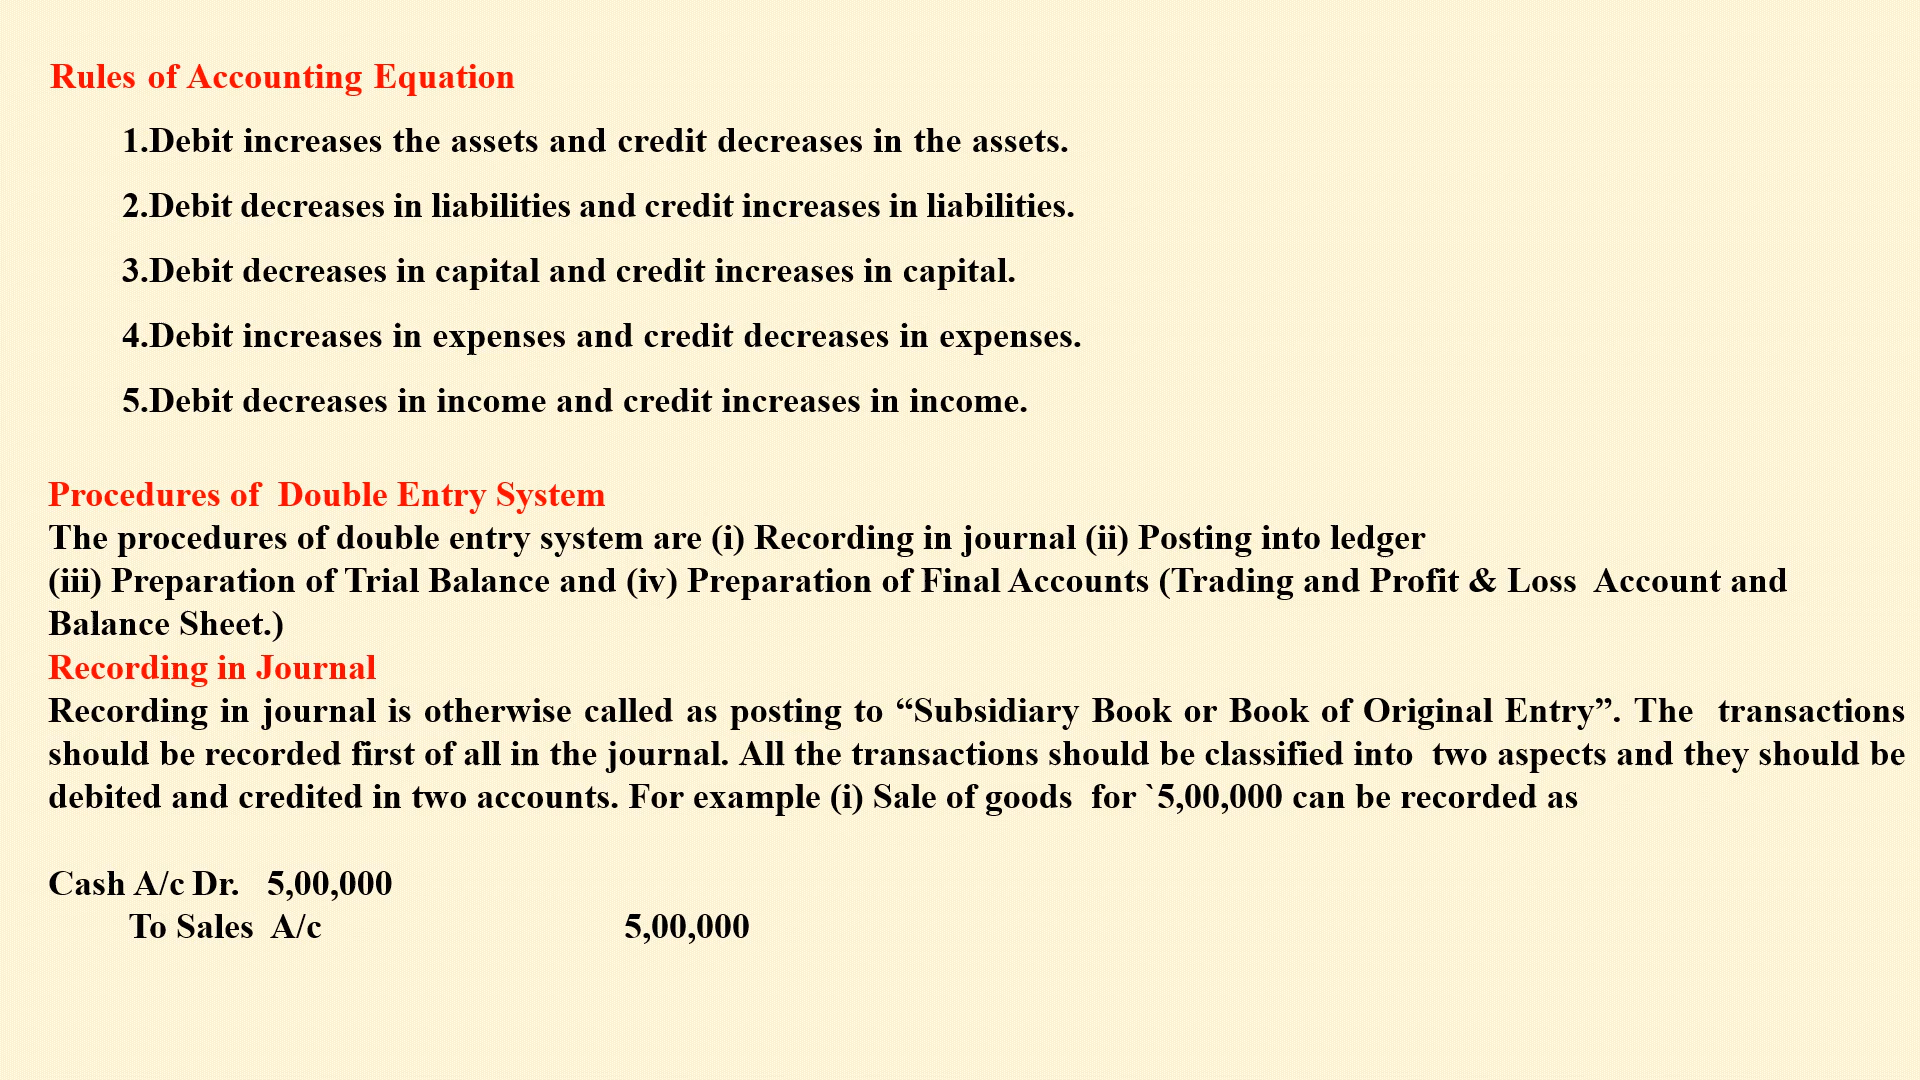 Rules of Accounting Equation
1.Debit increases the assets and credit decreases in the assets.
2.Debit decreases in liabilities and credit increases in liabilities.
3.Debit decreases in capital and credit increases in capital.
4.Debit increases in expenses and credit decreases in expenses.
5.Debit decreases in income and credit increases in income.
Procedures of Double Entry System
The procedures of double entry system are (i) Recording in journal (ii) Posting into ledger
(iii) Preparation of Trial Balance and (iv) Preparation of Final Accounts (Trading and Profit & Loss Account and
Balance Sheet.)
Recording in Journal
Recording in journal is otherwise called as posting to “Subsidiary Book or Book of Original Entry”. The transactions
should be recorded first of all in the journal. All the transactions should be classified into two aspects and they should be
debited and credited in two accounts. For example (i) Sale of goods for `5,00,000 can be recorded as
Cash A/c Dr. 5,00,000
To Sales A/c 5,00,000